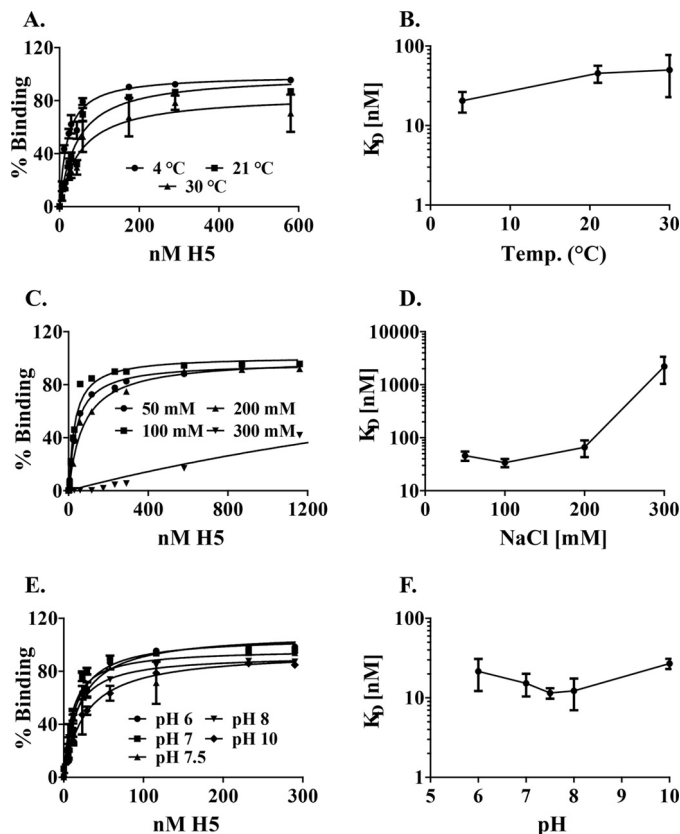 A.
120
80
40
0
% Binding
4 °C
21 °C
30 °C
0
200
400
600
nM H5
B.
100
10
1
K_D [nM]
0
10
20
30
Temp. (°C)
C.
120
80
40
0
% Binding
50 mM
200 mM
100 mM
300 mM
0
400
800
1200
nM H5
D.
10000
1000
100
10
K_D [nM]
0
100
200
300
NaCl [mM]
E.
120
80
40
0
% Binding
pH 6
pH 8
pH 7
pH 10
pH 7.5
0
100
200
300
nM H5
F.
100
10
1
K_D [nM]
5
6
7
8
9
10
pH